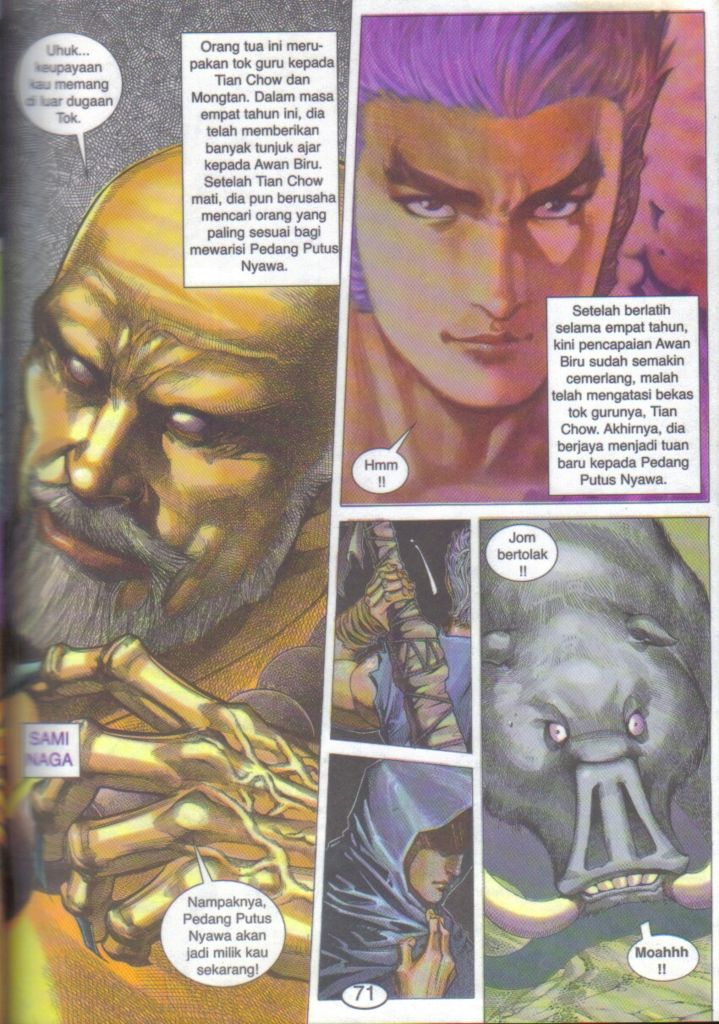 Uhuk...
keupayaan
kau memang
di luar dugaan
Tok.
Orang tua ini meru-
pakan tok guru kepada
Tian Chow dan
Mongtan. Dalam masa
empat tahun ini, dia
telah memberikan
banyak tunjuk ajar
kepada Awan Biru.
Setelah Tian Chow
mati, dia pun berusaha
mencari orang yang
paling sesuai bagi
mewarisi Pedang Putus
Nyawa.
SAMI
NAGA
Nampaknya,
Pedang Putus
Nyawa akan
jadi milik kau
sekarang!
Setelah berlatih
selama empat tahun,
kini pencapaian Awan
Biru sudah semakin
cemerlang, malah
telah mengatasi bekas
tok gurunya, Tian
Chow. Akhirnya, dia
berjaya menjadi tuan
baru kepada Pedang
Putus Nyawa.
Hmm
!!
Jom
bertolak
!!
Moahhh
!!
71